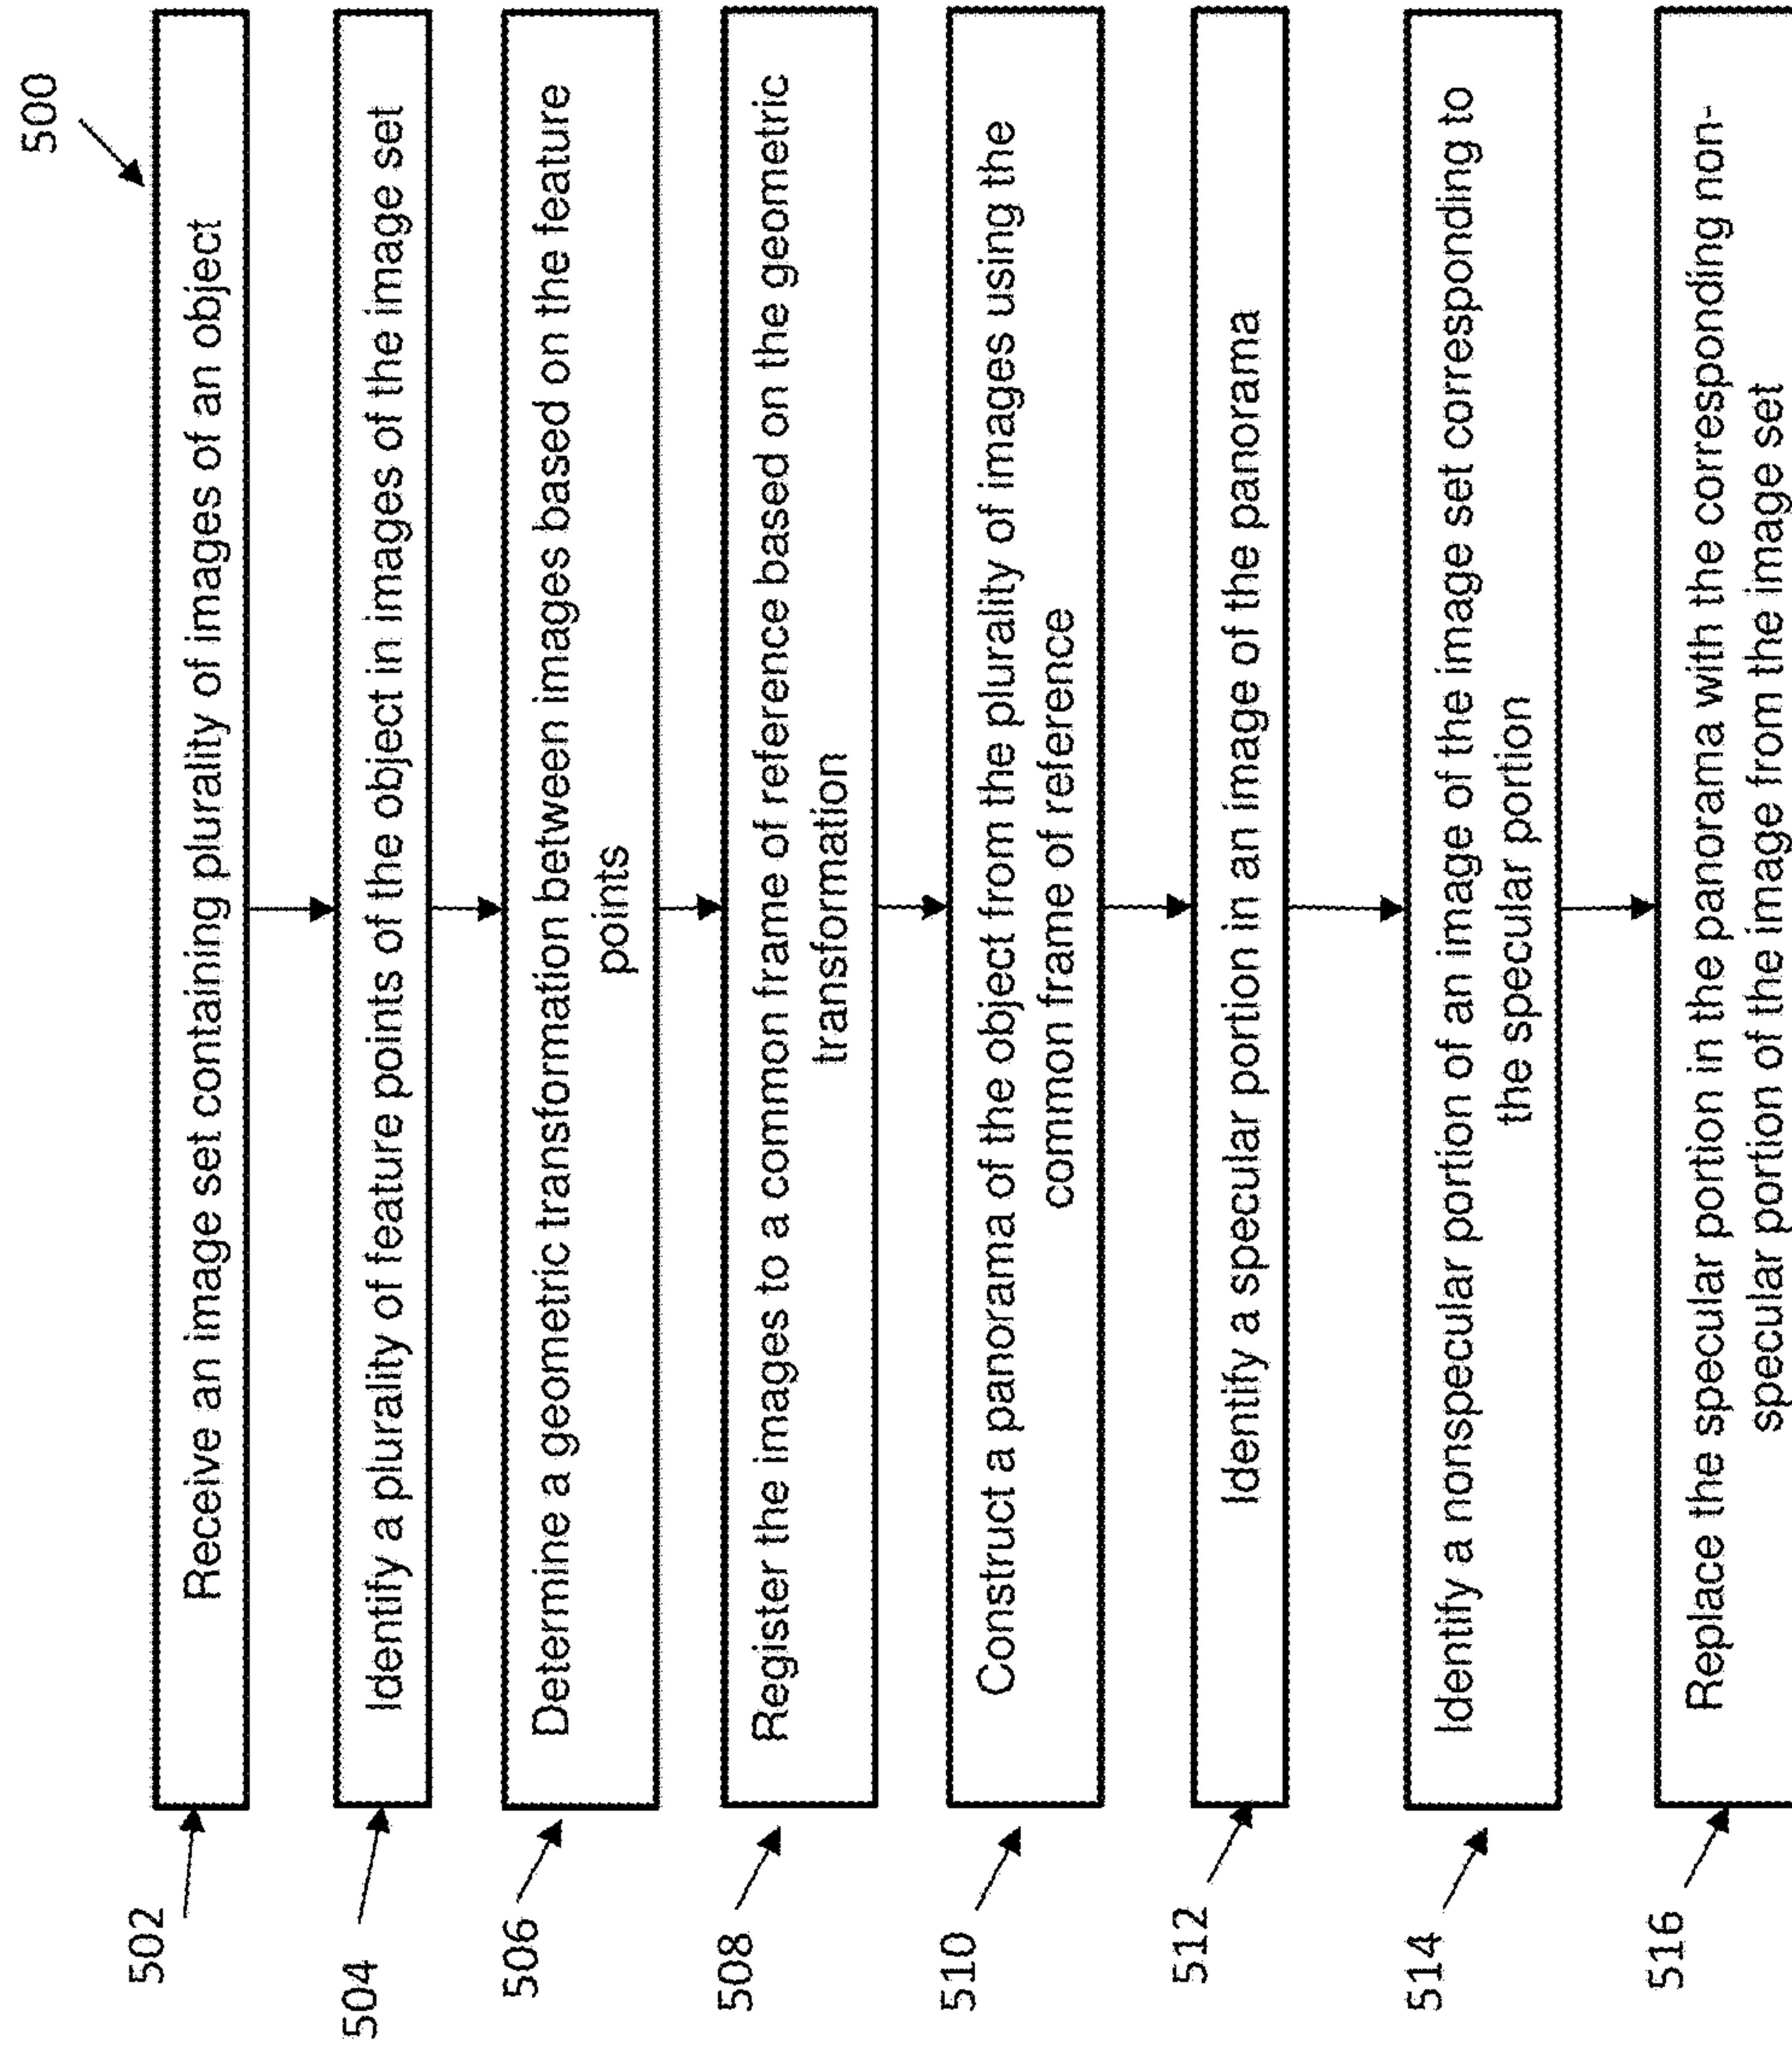 500
502
Receive an image set containing plurality of images of an object
504
Identify a plurality of feature points of the object in images of the image set
506
Determine a geometric transformation between images based on the feature
points
508
Register the images to a common frame of reference based on the geometric
transformation
510
Construct a panorama of the object from the plurality of images using the
common frame of reference
512
Identify a specular portion in an image of the panorama
514
Identify a nonspecular portion of an image of the image set corresponding to
the specular portion
516
Replace the specular portion in the panorama with the corresponding non-
specular portion of the image from the image set